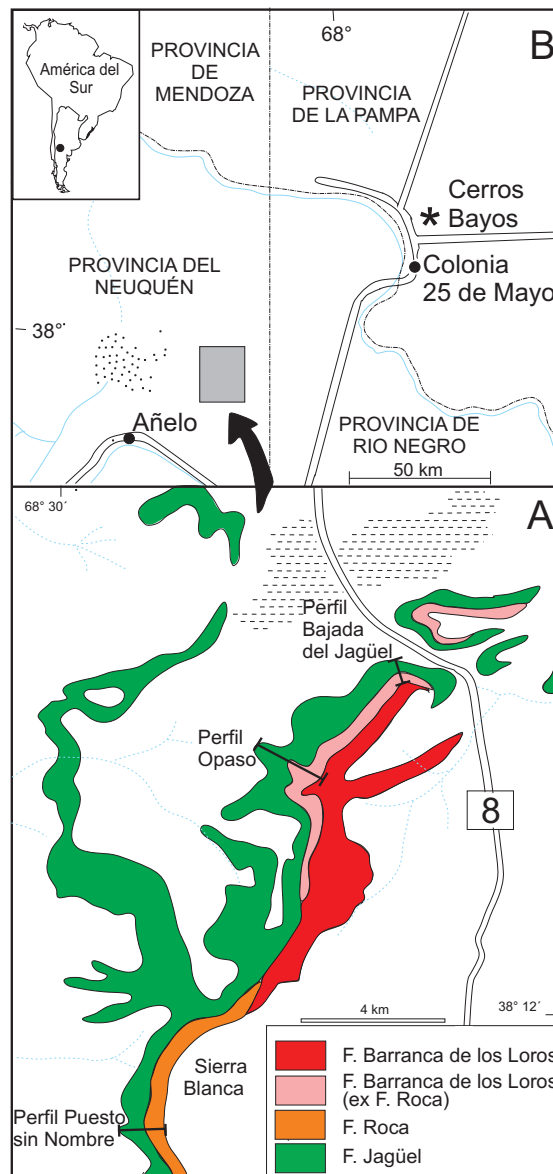 América del
Sur
PROVINCIA
DE
MENDOZA
68°
B
PROVINCIA
DE LA PAMPA
* Cerros
Bayos
Colonia
25 de Mayo
PROVINCIA DEL
NEUQUÉN
38°
Añelo
PROVINCIA DE
RIO NEGRO
50 km
68° 30´
A
Perfil
Bajada
del Jagüel
Perfil
Opaso
8
4 km
38° 12´
Sierra
Blanca
Perfil Puesto
sin Nombre
F. Barranca de los Loros
F. Barranca de los Loros
(ex F. Roca)
F. Roca
F. Jagüel